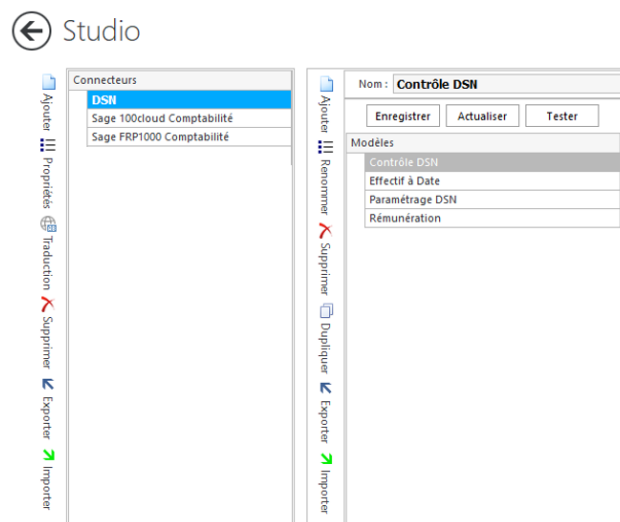 Studio
Ajouter
Propriétés
Traduction
Supprimer
Exporter
Importer
Connecteurs
DSN
Sage 100cloud Comptabilité
Sage FRP1000 Comptabilité
Ajouter
Renommer
Supprimer
Dupliquer
Exporter
Importer
Nom : Contrôle DSN
Enregistrer Actualiser Tester
Modèles
Contrôle DSN
Effectif à Date
Paramétrage DSN
Rémunération